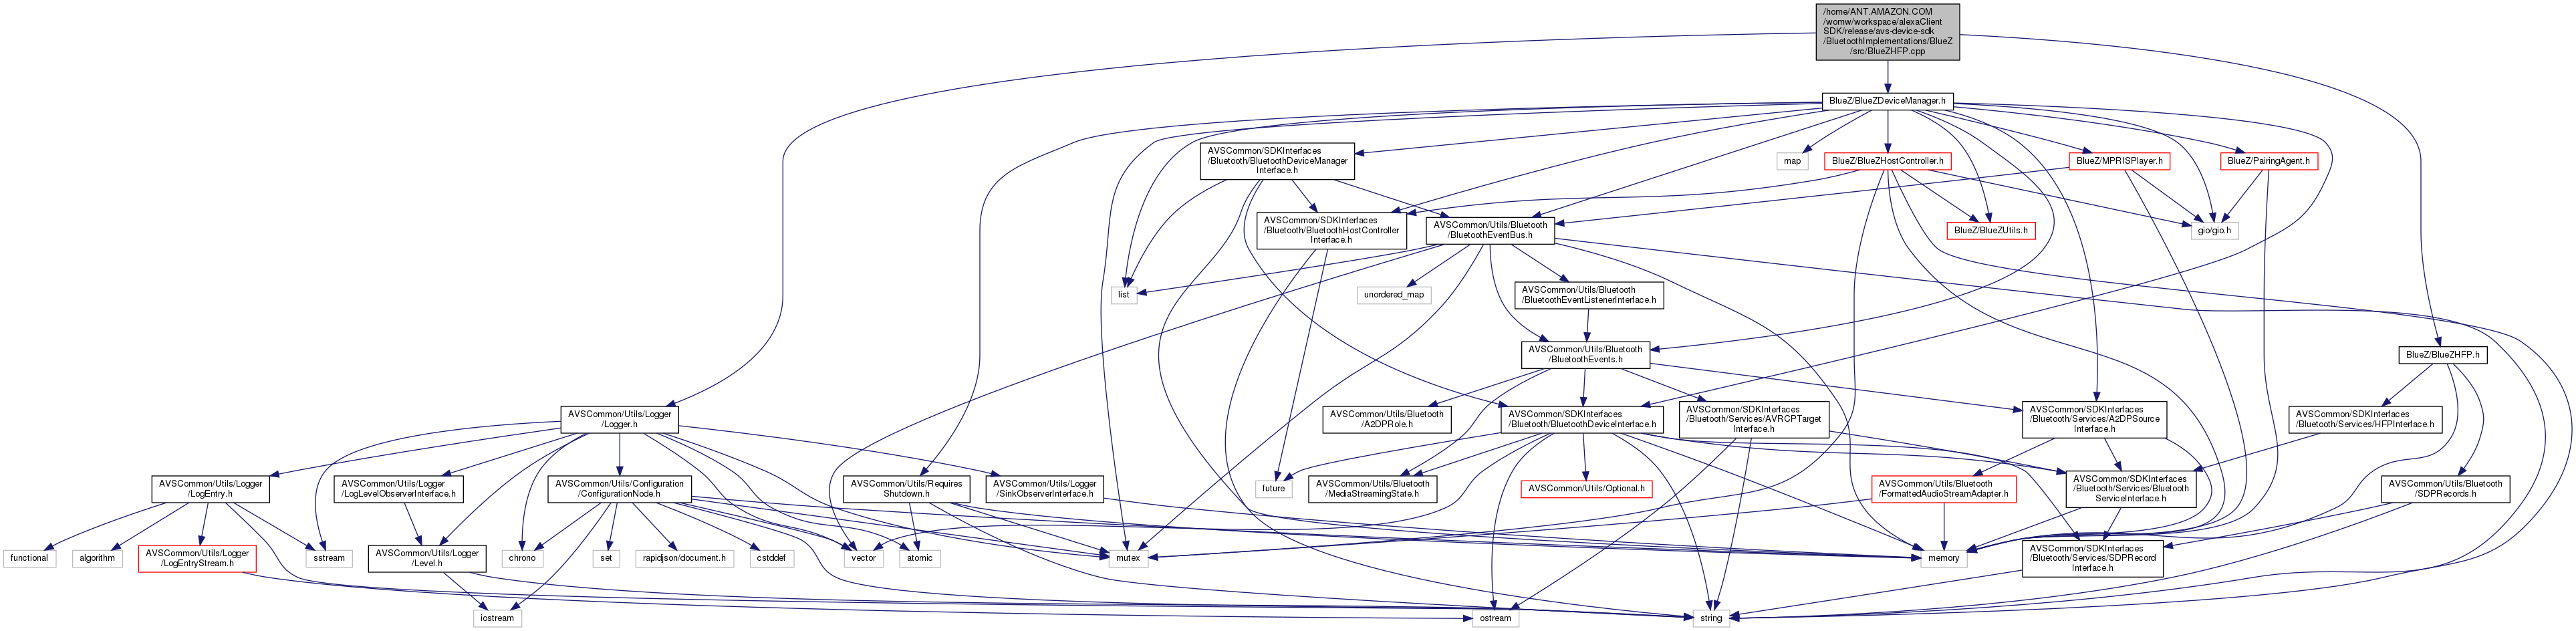 /home/ANT.AMAZON.COM
/womw/workspace/alexaClient
SDK/release/avs-device-sdk
/BluetoothImplementations/BlueZ
/src/BlueZHFP.cpp
BlueZ/BlueZDeviceManager.h
AVSCommon/SDKInterfaces
/Bluetooth/BluetoothDeviceManager
Interface.h
map
BlueZ/BlueZHostController.h
BlueZ/MPRISPlayer.h
BlueZ/PairingAgent.h
AVSCommon/SDKInterfaces
/Bluetooth/BluetoothHostController
Interface.h
AVSCommon/Utils/Bluetooth
/BluetoothEventBus.h
BlueZ/BlueZUtils.h
gio/gio.h
list
unordered_map
AVSCommon/Utils/Bluetooth
/BluetoothEventListenerInterface.h
AVSCommon/Utils/Bluetooth
/BluetoothEvents.h
BlueZ/BlueZHFP.h
AVSCommon/Utils/Logger
/Logger.h
AVSCommon/Utils/Bluetooth
/A2DPRole.h
AVSCommon/SDKInterfaces
/Bluetooth/BluetoothDeviceInterface.h
AVSCommon/SDKInterfaces
/Bluetooth/Services/AVRCPTarget
Interface.h
AVSCommon/SDKInterfaces
/Bluetooth/Services/A2DPSource
Interface.h
AVSCommon/SDKInterfaces
/Bluetooth/Services/HFPInterface.h
AVSCommon/Utils/Logger
/LogEntry.h
AVSCommon/Utils/Logger
/LogLevelObserverInterface.h
AVSCommon/Utils/Configuration
/ConfigurationNode.h
AVSCommon/Utils/Requires
Shutdown.h
AVSCommon/Utils/Logger
/SinkObserverInterface.h
future
AVSCommon/Utils/Bluetooth
/MediaStreamingState.h
AVSCommon/Utils/Optional.h
AVSCommon/Utils/Bluetooth
/FormattedAudioStreamAdapter.h
AVSCommon/SDKInterfaces
/Bluetooth/Services/Bluetooth
ServiceInterface.h
AVSCommon/Utils/Bluetooth
/SDPRecords.h
functional
algorithm
AVSCommon/Utils/Logger
/LogEntryStream.h
sstream
AVSCommon/Utils/Logger
/Level.h
chrono
set
rapidjson/document.h
cstddef
vector
atomic
mutex
memory
AVSCommon/SDKInterfaces
/Bluetooth/Services/SDPRecord
Interface.h
iostream
ostream
string